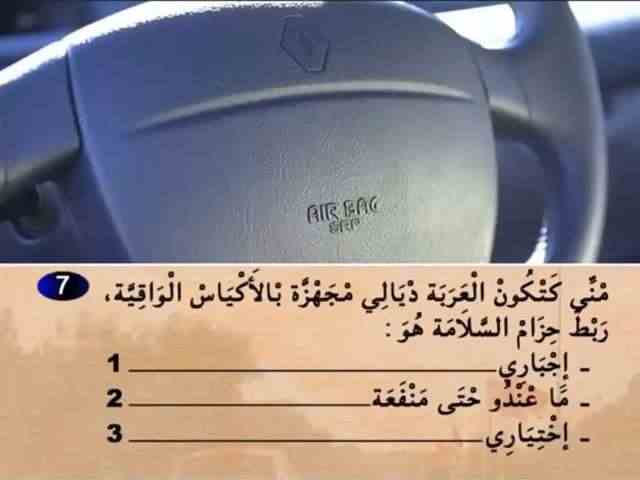 AIR BAG
SRP
7 مْنِّي كَتْكُونْ الْعَرَبَة دْيَالِي مْجَهْزَة بْالأَكْيَاسْ الْوَاقِيَّة،
رَبْطْ حِزَامْ السَّلاَمَة هُوَ :
- إِجْبَارِي 1
- مَّا عَنْدُو حْتَى مَنْفَعَة 2
- إِخْتِيَارِي 3